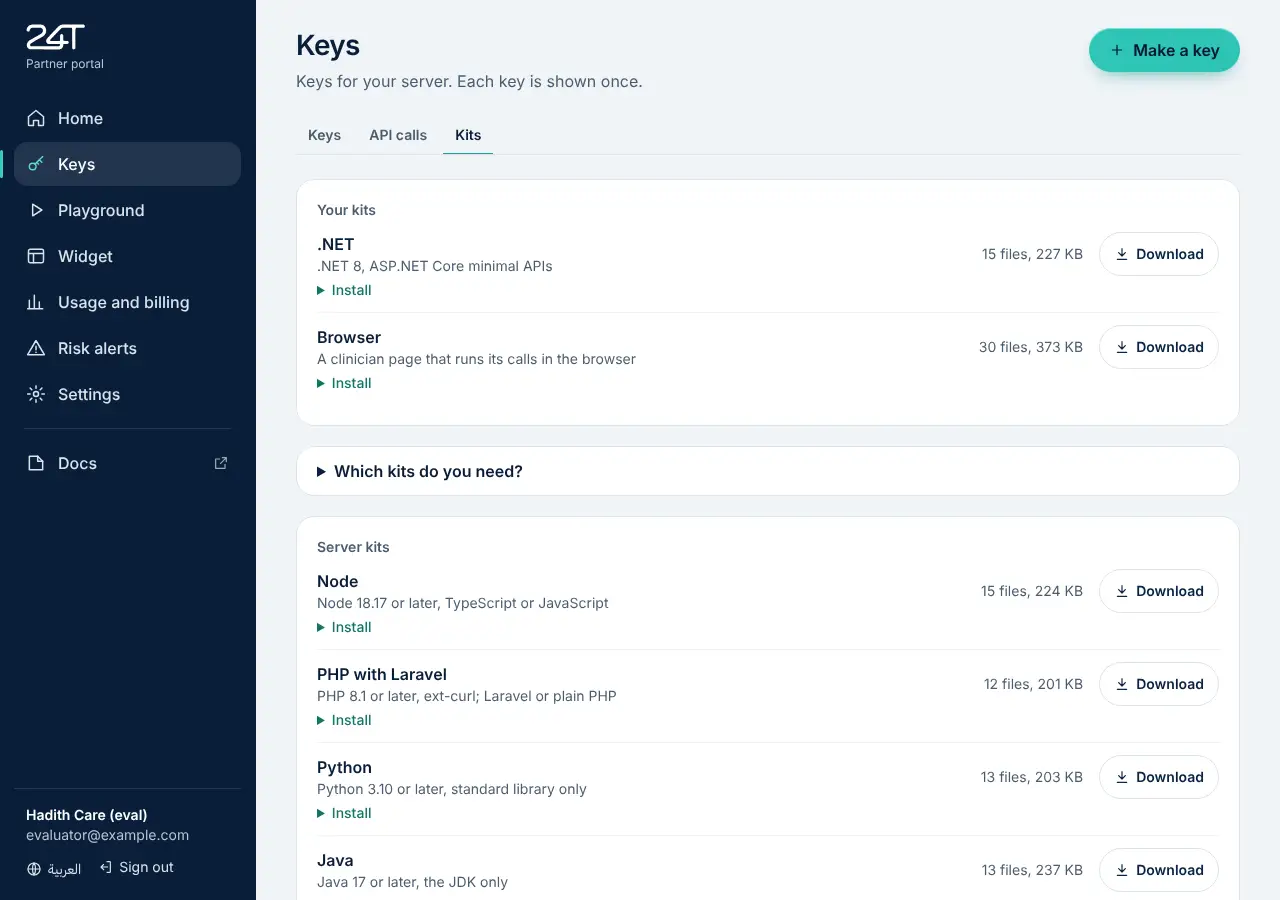 24T
Partner portal
Home
Keys
Playground
Widget
Usage and billing
Risk alerts
Settings
Docs
Hadith Care (eval)
evaluator@example.com
العربية
Sign out
Keys
Keys for your server. Each key is shown once.
+ Make a key
Keys API calls Kits
Your kits
.NET
.NET 8, ASP.NET Core minimal APIs
Install
15 files, 227 KB Download
Browser
A clinician page that runs its calls in the browser
Install
30 files, 373 KB Download
Which kits do you need?
Server kits
Node
Node 18.17 or later, TypeScript or JavaScript
Install
15 files, 224 KB Download
PHP with Laravel
PHP 8.1 or later, ext-curl; Laravel or plain PHP
Install
12 files, 201 KB Download
Python
Python 3.10 or later, standard library only
Install
13 files, 203 KB Download
Java
Java 17 or later, the JDK only
13 files, 237 KB Download